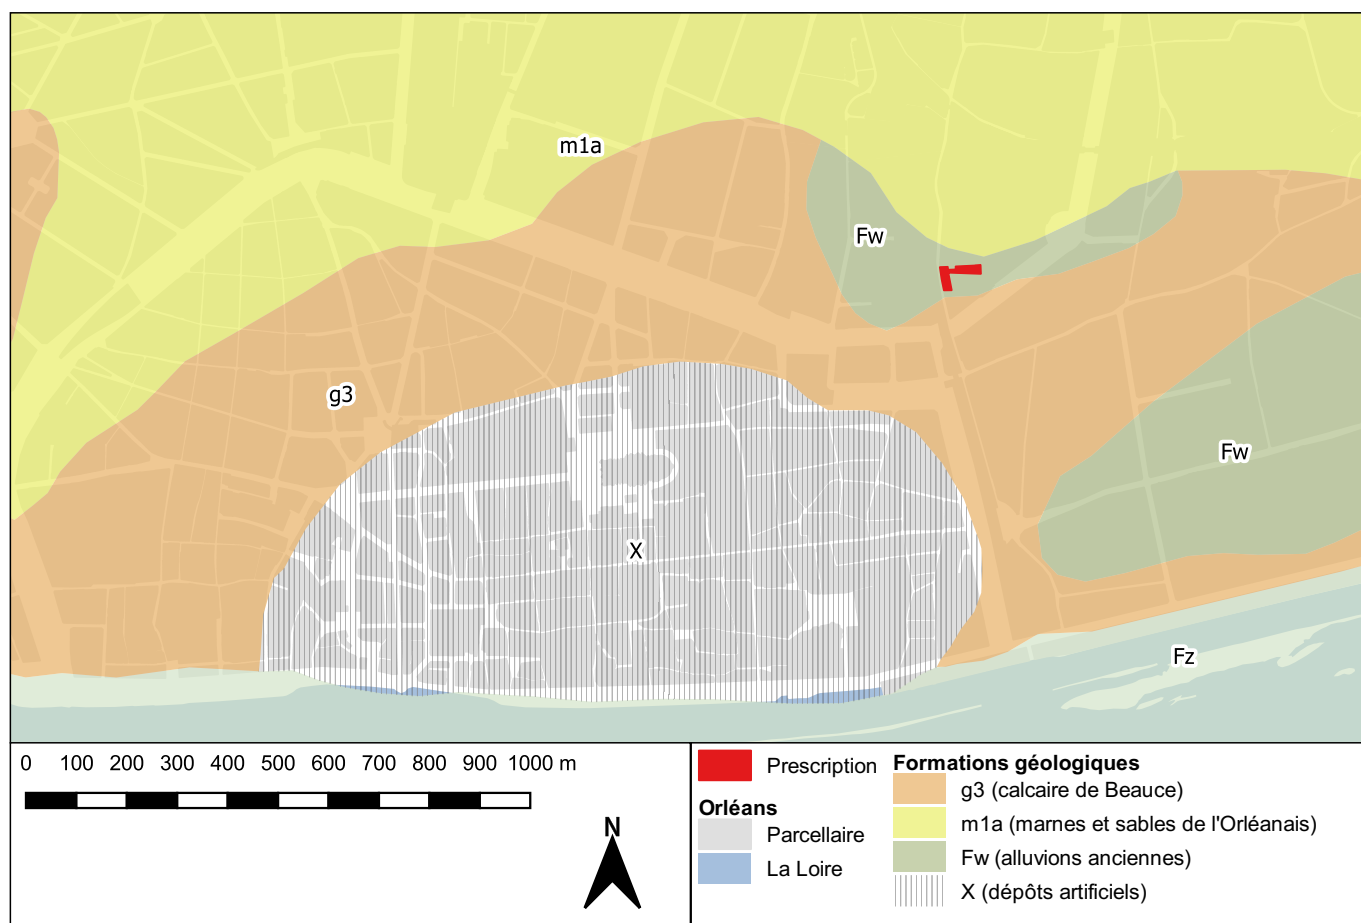 m1a
Fw
g3
Fw
X
Fz
0 100 200 300 400 500 600 700 800 900 1000 m
N
Prescription
Orléans
Parcellaire
La Loire
Formations géologiques
g3 (calcaire de Beauce)
m1a (marnes et sables de l'Orléanais)
Fw (alluvions anciennes)
X (dépôts artificiels)